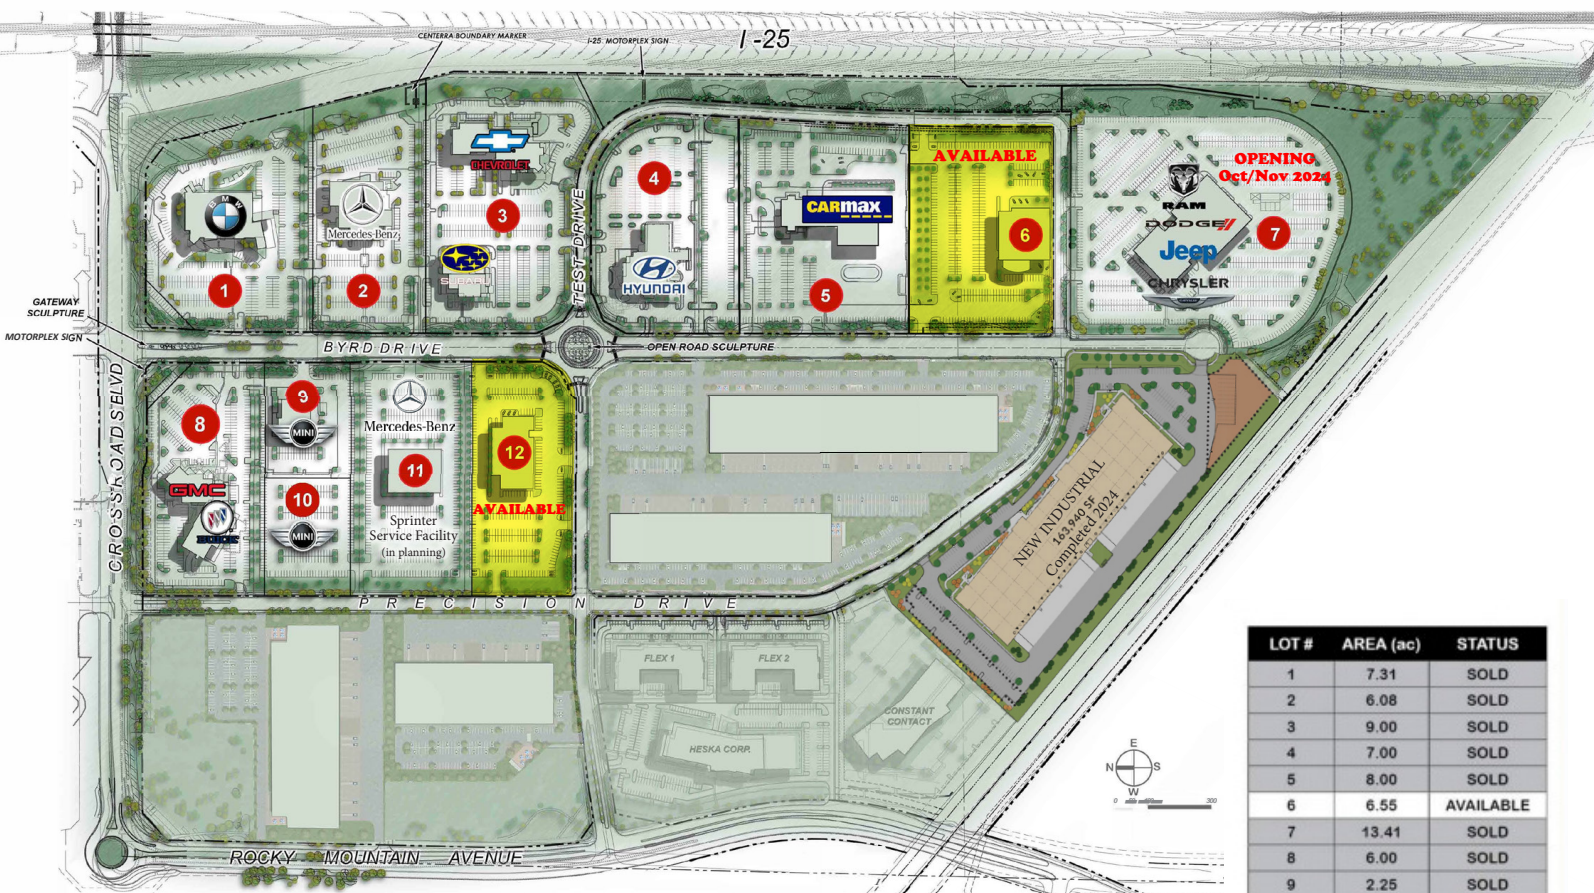 I-25
CENTERRA BOUNDARY MARKER
I-25 MOTORPLEX SIGN
CHEVROLET
BMW
Mercedes-Benz
1
2
3
SUBARU
TEST DRIVE
4
HYUNDAI
CARMAX
5
AVAILABLE
6
RAM
DODGE
Jeep
CHRYSLER
OPENING
Oct/Nov 2024
7
GATEWAY
SCULPTURE
MOTORPLEX SIGN
BYRD DRIVE
OPEN ROAD SCULPTURE
CROSSROADS BLVD
8
GMC
BUICK
9
MINI
10
MINI
Mercedes-Benz
11
Sprinter
Service Facility
(in planning)
12
AVAILABLE
NEW INDUSTRIAL
163,940 SF
Completed 2024
PRECISION DRIVE
FLEX 1
FLEX 2
HESKA CORP.
CONSTANT
CONTACT
ROCKY MOUNTAIN AVENUE
E
N S
W
0 300
LOT # AREA (ac) STATUS
1 7.31 SOLD
2 6.08 SOLD
3 9.00 SOLD
4 7.00 SOLD
5 8.00 SOLD
6 6.55 AVAILABLE
7 13.41 SOLD
8 6.00 SOLD
9 2.25 SOLD